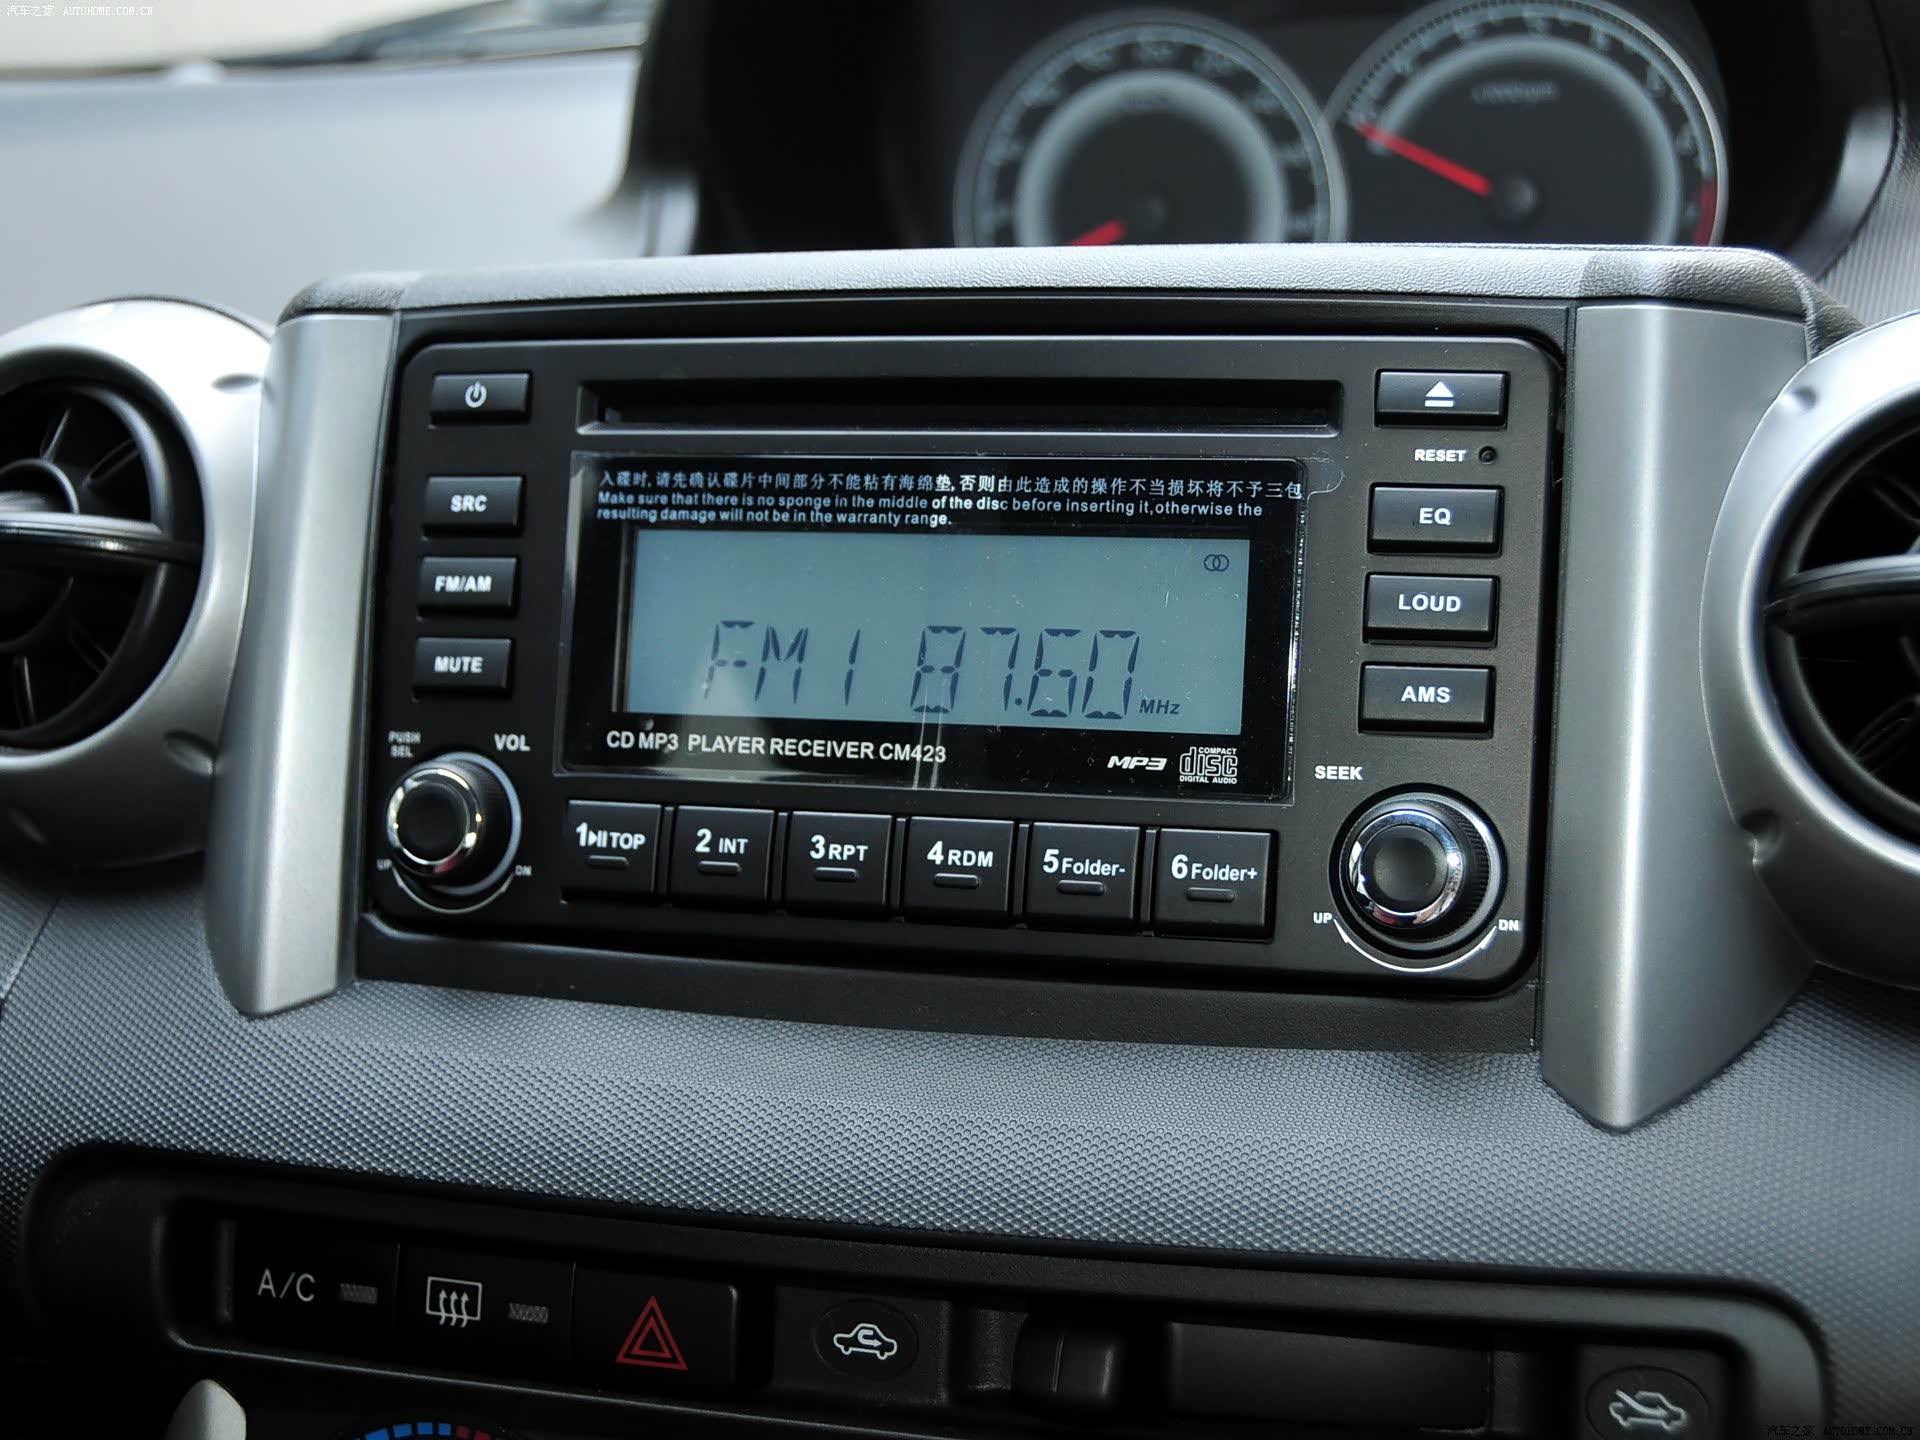 汽车之家 AUTOHOME.COM.CN
RESET
入碟时,请先确认碟片中间部分不能粘有海绵垫,否则由此造成的操作不当损坏将不予三包
Make sure that there is no sponge in the middle of the disc before inserting it,otherwise the
resulting damage will not be in the warranty range.
SRC
EQ
FM/AM
LOUD
MUTE
AMS
FM1 87.60 MHz
PUSH
SEL
VOL
CD MP3 PLAYER RECEIVER CM423
MP3
COMPACT
disc
DIGITAL AUDIO
SEEK
UP
DN
1 TOP
2 INT
3 RPT
4 RDM
5 Folder-
6 Folder+
UP
DN
A/C
汽车之家 AUTOHOME.COM.CN